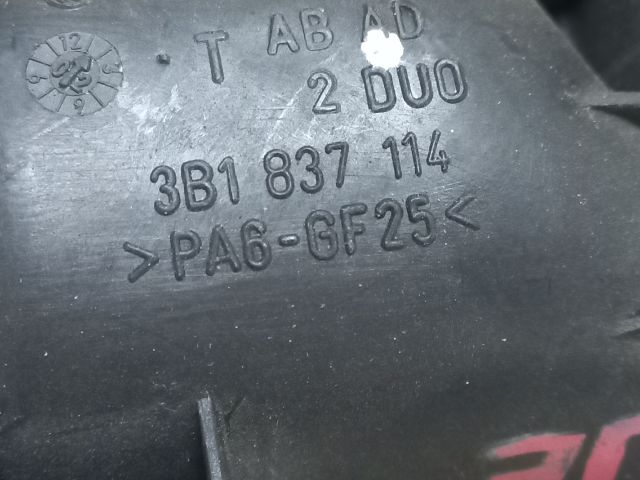 T AB AD
2 DUO
3B1 837 114
>PA6-GF25<